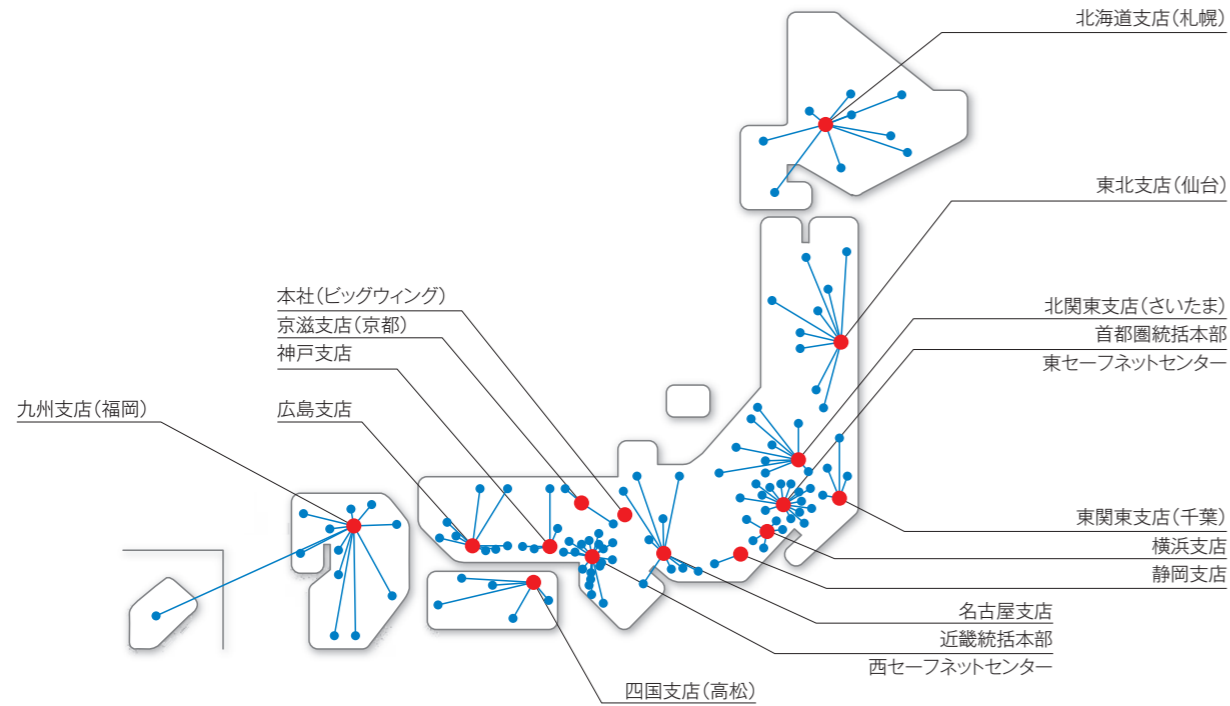 北海道支店（札幌）
東北支店（仙台）
本社（ビッグウィング）
京滋支店（京都）
神戸支店
九州支店（福岡）
広島支店
北関東支店（さいたま）
首都圏統括本部
東セーフネットセンター
東関東支店（千葉）
横浜支店
静岡支店
名古屋支店
近畿統括本部
西セーフネットセンター
四国支店（高松）